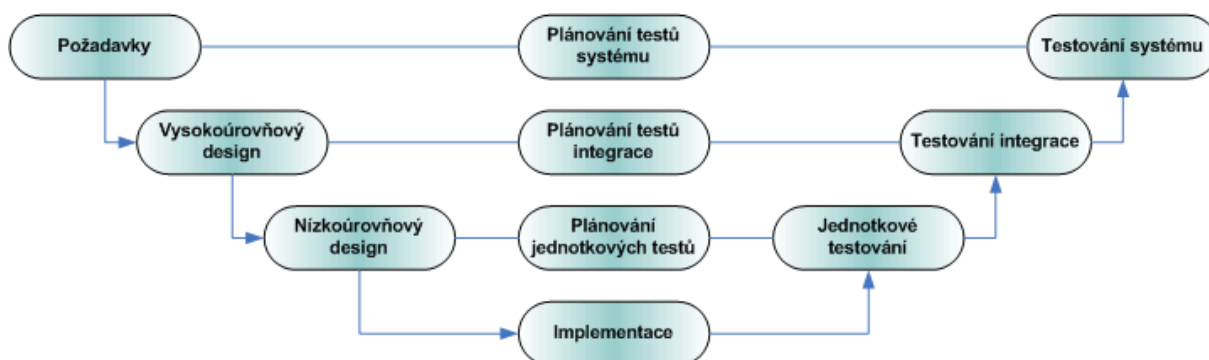 Požadavky
Plánování testů
systému
Testování systému
Vysokoúrovňový
design
Plánování testů
integrace
Testování integrace
Nízkoúrovňový
design
Plánování
jednotkových testů
Jednotkové
testování
Implementace